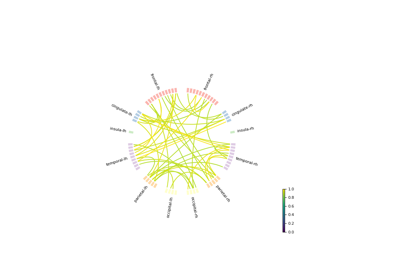 frontal-lh
frontal-rh
cingulate-lh
cingulate-rh
insula-lh
insula-rh
temporal-lh
temporal-rh
parietal-lh
parietal-rh
occipital-lh
occipital-rh
1.0
0.8
0.6
0.4
0.2
0.0